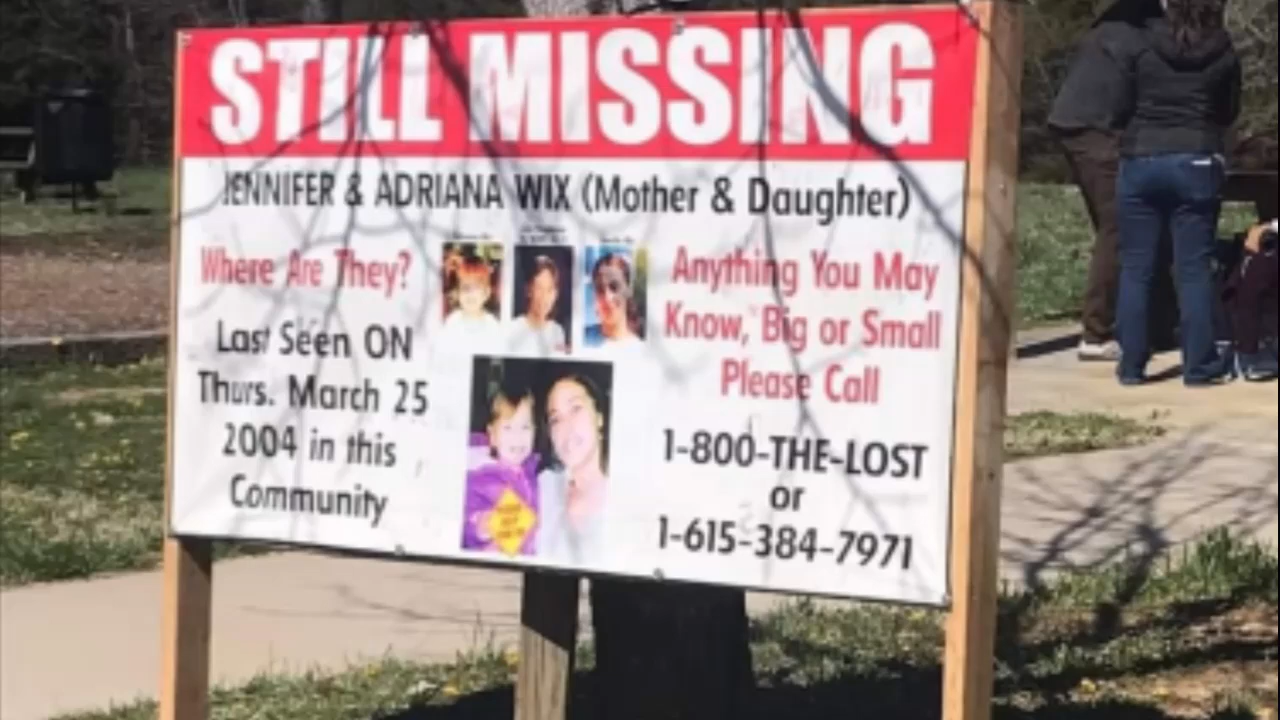 STILL MISSING
JENNIFER & ADRIANA WIX (Mother & Daughter)
Where Are They?
Last Seen ON
Thurs. March 25
2004 in this
Community
Anything You May
Know, Big or Small
Please Call
1-800-THE-LOST
or
1-615-384-7971